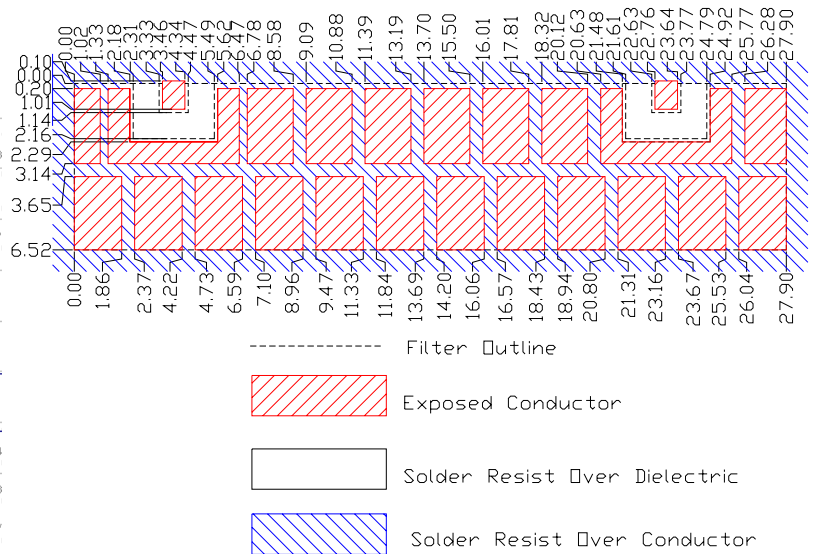 0.00 1.02 1.33 2.18 2.31 3.33 3.46 4.34 4.47 5.49 5.62 6.47 6.78 8.58 9.09 10.88 11.39 13.19 13.70 15.50 16.01 17.81 18.32 20.12 20.63 21.48 21.61 22.63 22.76 23.64 23.77 24.79 24.92 25.77 26.28 27.90
0.10
0.00
0.20
1.01
1.14
2.16
2.29
3.14
3.65
6.52
0.00 1.86 2.37 4.22 4.73 6.59 7.10 8.96 9.47 11.33 11.84 13.69 14.20 16.06 16.57 18.43 18.94 20.80 21.31 23.16 23.67 25.53 26.04 27.90
Filter Outline
Exposed Conductor
Solder Resist Over Dielectric
Solder Resist Over Conductor